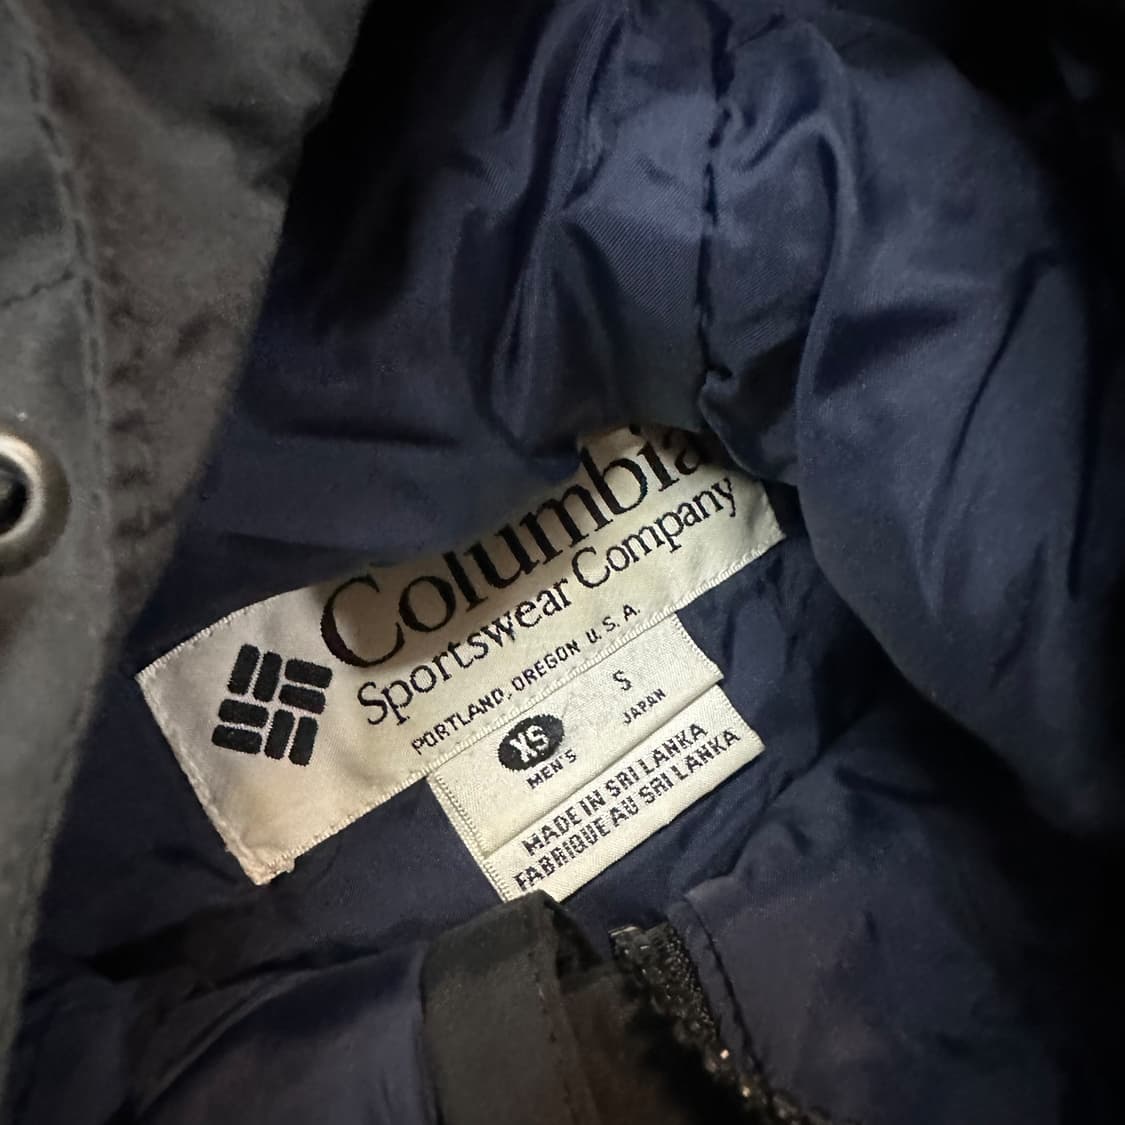 Columbia
Sportswear Company
PORTLAND, OREGON U.S.A.
XS
MEN'S
S
JAPAN
MADE IN SRI LANKA
FABRIQUE AU SRI LANKA